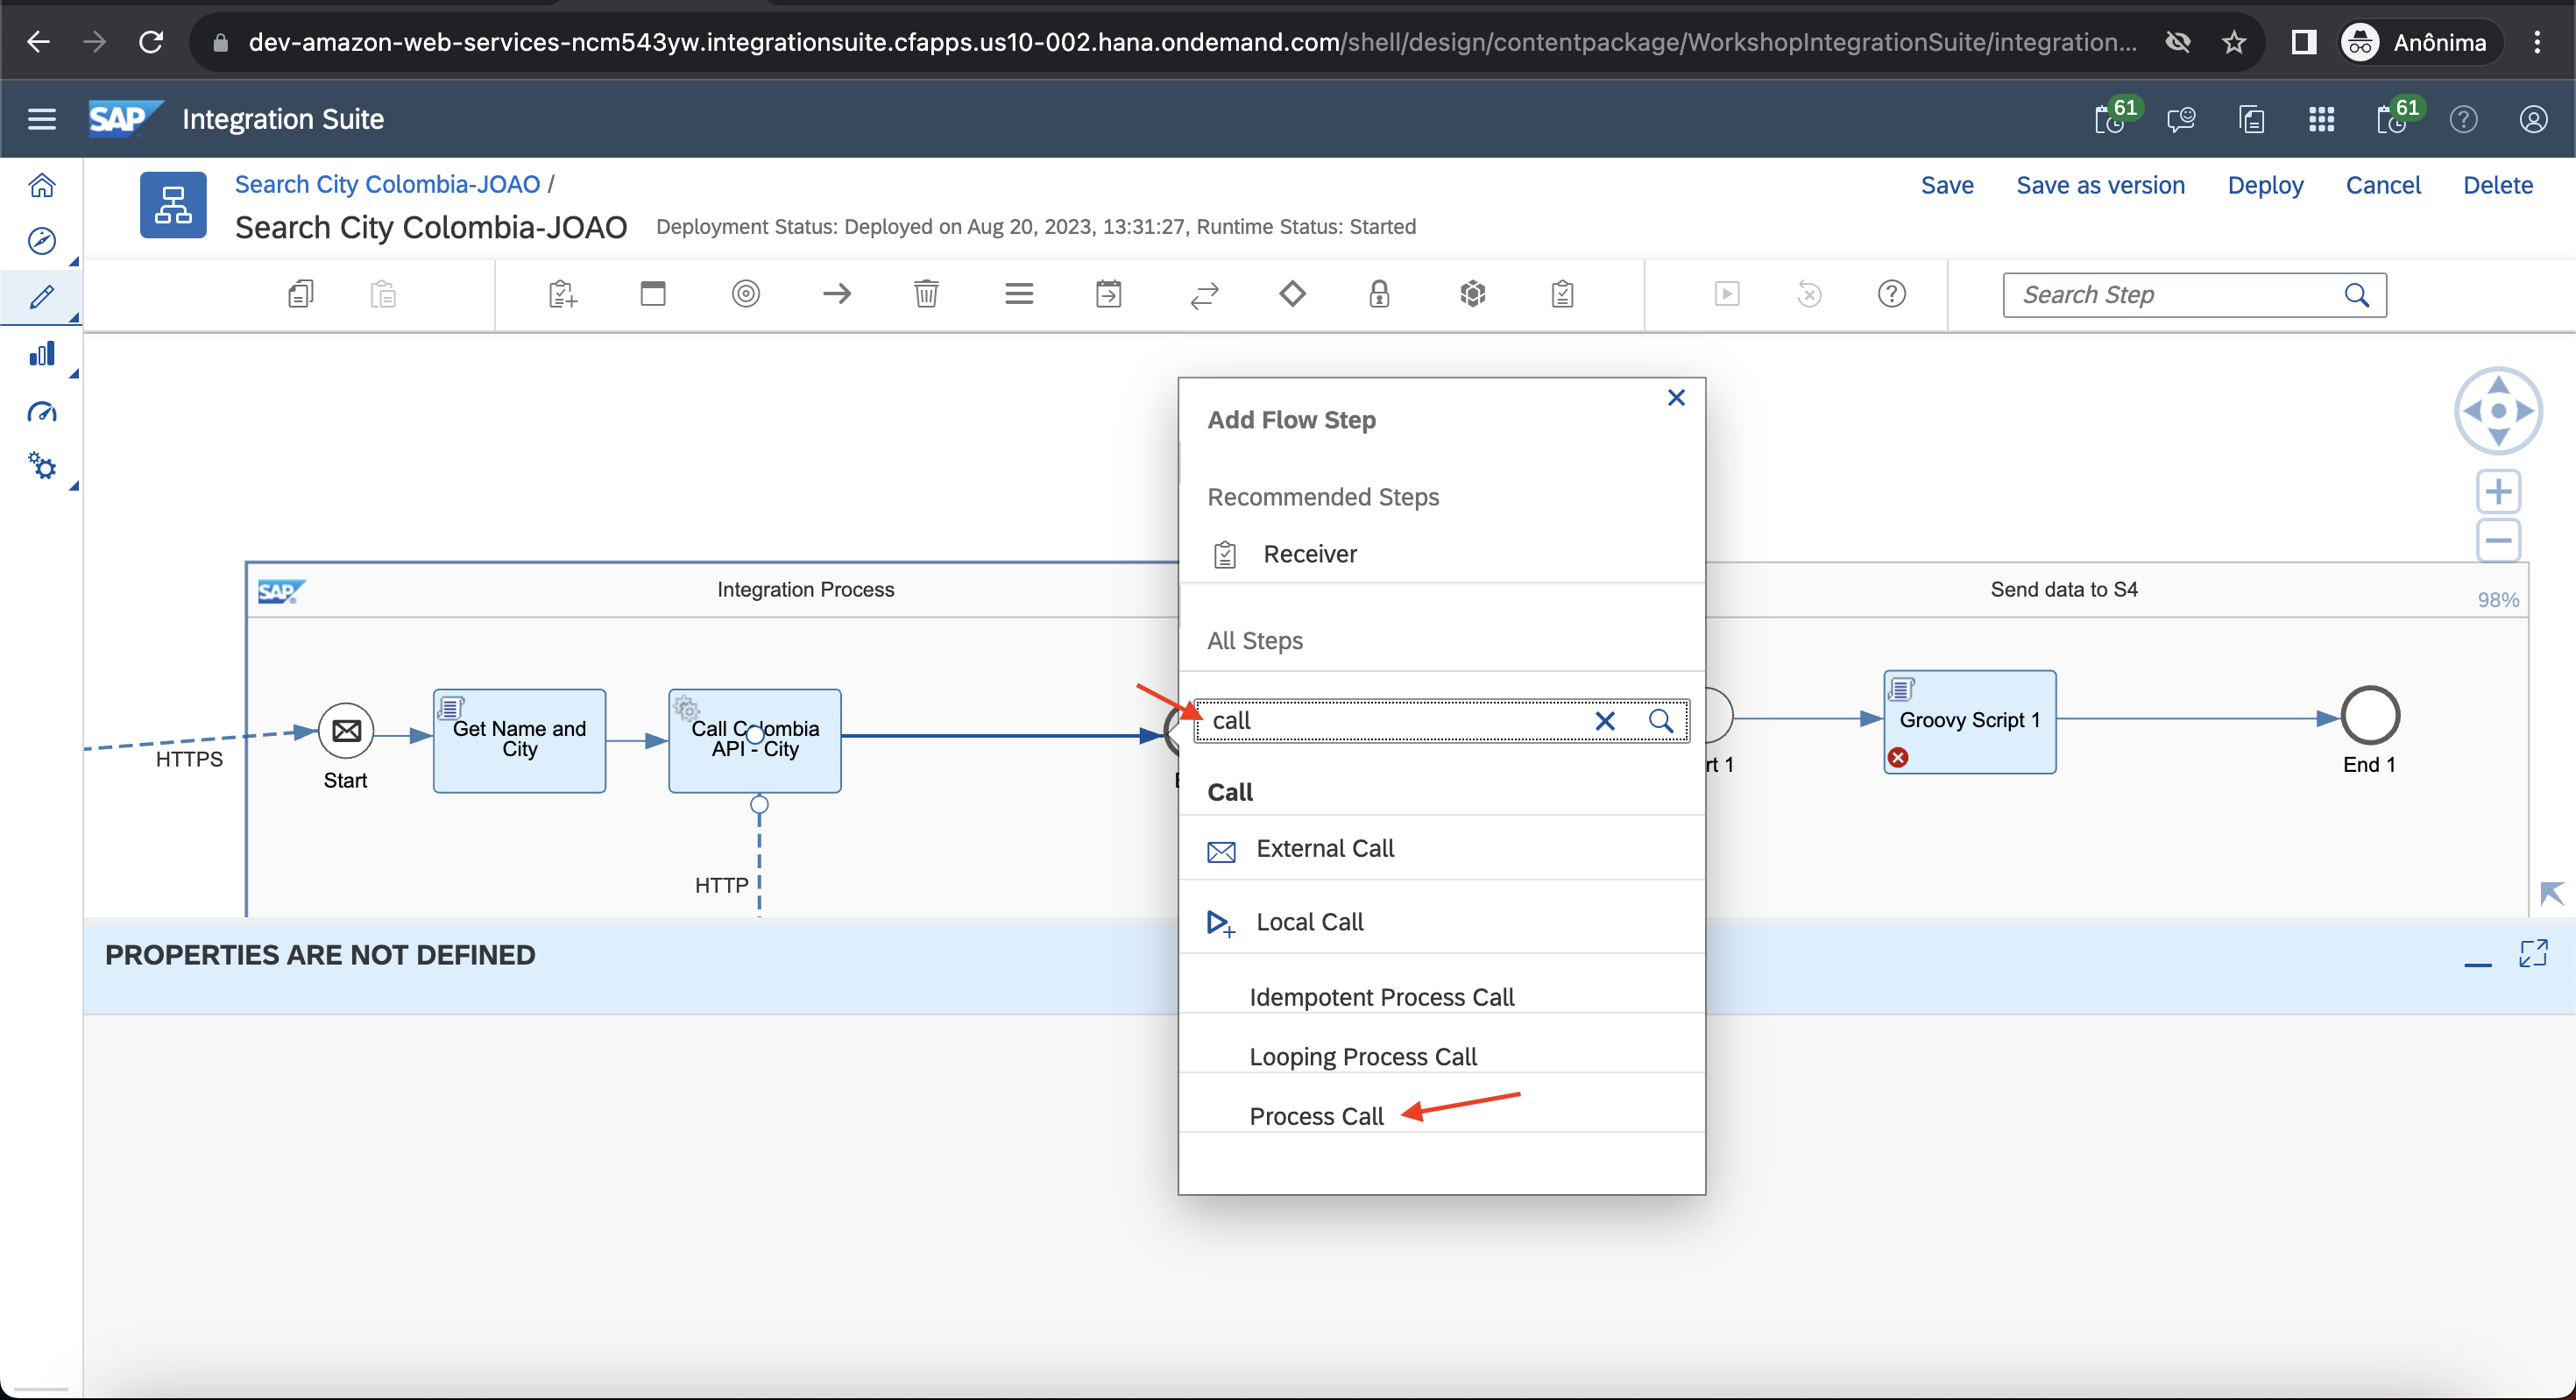 dev-amazon-web-services-ncm543yw.integrationsuite.cfapps.us10-002.hana.ondemand.com/shell/design/contentpackage/WorkshopIntegrationSuite/integration...
Anônima
SAP
Integration Suite
61
61
Search City Colombia-JOAO /
Search City Colombia-JOAO
Deployment Status: Deployed on Aug 20, 2023, 13:31:27, Runtime Status: Started
Save
Save as version
Deploy
Cancel
Delete
Search Step
Add Flow Step
Recommended Steps
Receiver
All Steps
call
Call
External Call
Local Call
Idempotent Process Call
Looping Process Call
Process Call
SAP
Integration Process
Send data to S4
98%
HTTPS
Start
Get Name and
City
Call Colombia
API - City
HTTP
rt 1
Groovy Script 1
End 1
PROPERTIES ARE NOT DEFINED